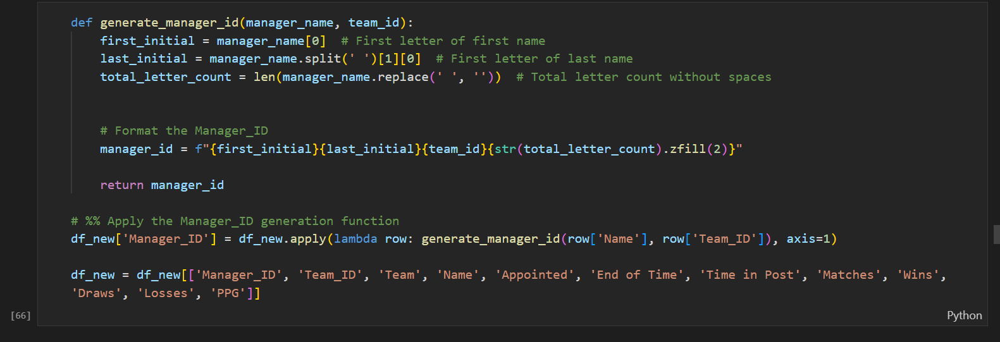 def generate_manager_id(manager_name, team_id):
first_initial = manager_name[0]  # First letter of first name
last_initial = manager_name.split(' ')[1][0]  # First letter of last name
total_letter_count = len(manager_name.replace(' ', ''))  # Total letter count without spaces
# Format the Manager_ID
manager_id = f"{first_initial}{last_initial}{team_id}{str(total_letter_count).zfill(2)}"
return manager_id
# %% Apply the Manager_ID generation function
df_new['Manager_ID'] = df_new.apply(lambda row: generate_manager_id(row['Name'], row['Team_ID']), axis=1)
df_new = df_new[['Manager_ID', 'Team_ID', 'Team', 'Name', 'Appointed', 'End of Time', 'Time in Post', 'Matches', 'Wins',
'Draws', 'Losses', 'PPG']]
[66]
Python